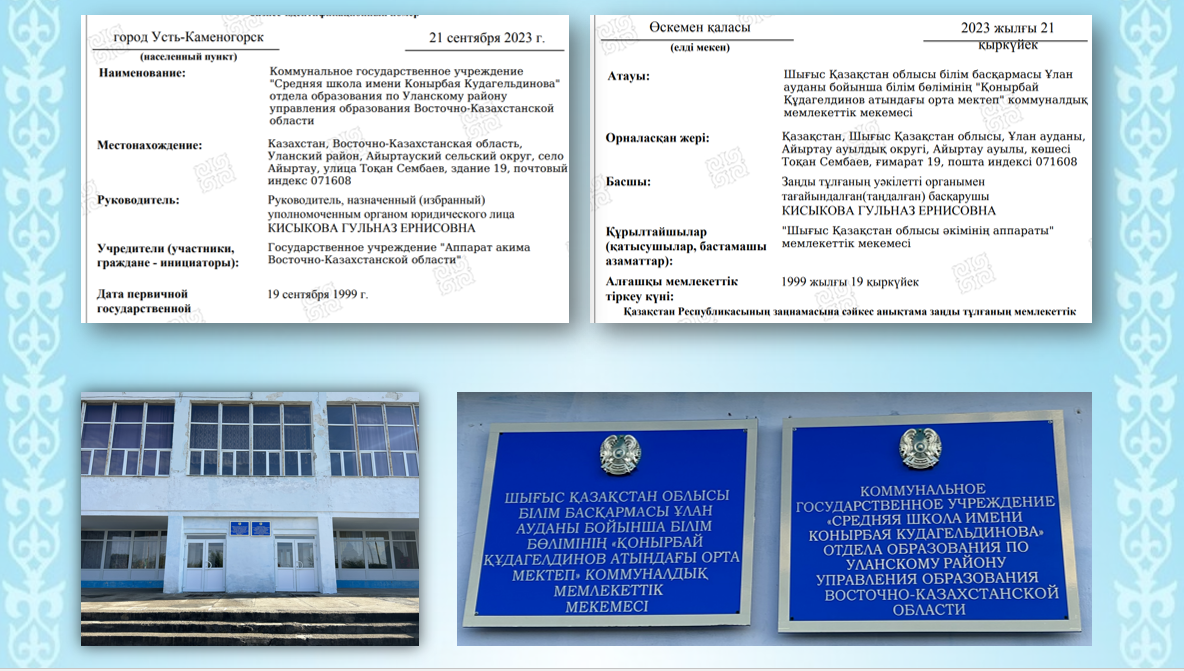 город Усть-Каменогорск
21 сентября 2023 г.
(населенный пункт)
Наименование:
Коммунальное государственное учреждение
"Средняя школа имени Конырбая Кудагельдинова"
отдела образования по Уланскому району
управления образования Восточно-Казахстанской
области
Местонахождение:
Казахстан, Восточно-Казахстанская область,
Уланский район, Айыртауский сельский округ, село
Айыртау, улица Тоқан Сембаев, здание 19, почтовый
индекс 071608
Руководитель:
Руководитель, назначенный (избранный)
уполномоченным органом юридического лица
КИСЫКОВА ГУЛЬНАЗ ЕРНИСОВНА
Учредители (участники,
граждане - инициаторы):
Государственное учреждение "Аппарат акима
Восточно-Казахстанской области"
Дата первичной
государственной
19 сентября 1999 г.
Өскемен қаласы
2023 жылғы 21
қыркүйек
(елді мекен)
Атауы:
Шығыс Қазақстан облысы білім басқармасы Ұлан
ауданы бойынша білім бөлімінің "Қонырбай
Құдагелдинов атындағы орта мектеп" коммуналдық
мемлекеттік мекемесі
Орналасқан жері:
Қазақстан, Шығыс Қазақстан облысы, Ұлан ауданы,
Айыртау ауылдық округі, Айыртау ауылы, көшесі
Тоқан Сембаев, ғимарат 19, пошта индексі 071608
Басшы:
Заңды тұлғаның уәкілетті органымен
тағайындалған(таңдалған) басқарушы
КИСЫКОВА ГУЛЬНАЗ ЕРНИСОВНА
Құрылтайшылар
(қатысушылар, бастамашы
азаматтар):
"Шығыс Қазақстан облысы әкімінің аппараты"
мемлекеттік мекемесі
Алғашқы мемлекеттік
тіркеу күні:
1999 жылғы 19 қыркүйек
Қазақстан Республикасының заңнамасына сәйкес анықтама заңды тұлғаның мемлекеттік
ШЫҒЫС ҚАЗАҚСТАН ОБЛЫСЫ
БІЛІМ БАСҚАРМАСЫ ҰЛАН
АУДАНЫ БОЙЫНША БІЛІМ
БӨЛІМІНІҢ «ҚОНЫРБАЙ
ҚҰДАГЕЛДИНОВ АТЫНДАҒЫ ОРТА
МЕКТЕП» КОММУНАЛДЫҚ
МЕМЛЕКЕТТІК
МЕКЕМЕСІ
КОММУНАЛЬНОЕ
ГОСУДАРСТВЕННОЕ УЧРЕЖДЕНИЕ
«СРЕДНЯЯ ШКОЛА ИМЕНИ
КОНЫРБАЯ КУДАГЕЛЬДИНОВА»
ОТДЕЛА ОБРАЗОВАНИЯ ПО
УЛАНСКОМУ РАЙОНУ
УПРАВЛЕНИЯ ОБРАЗОВАНИЯ
ВОСТОЧНО-КАЗАХСТАНСКОЙ
ОБЛАСТИ